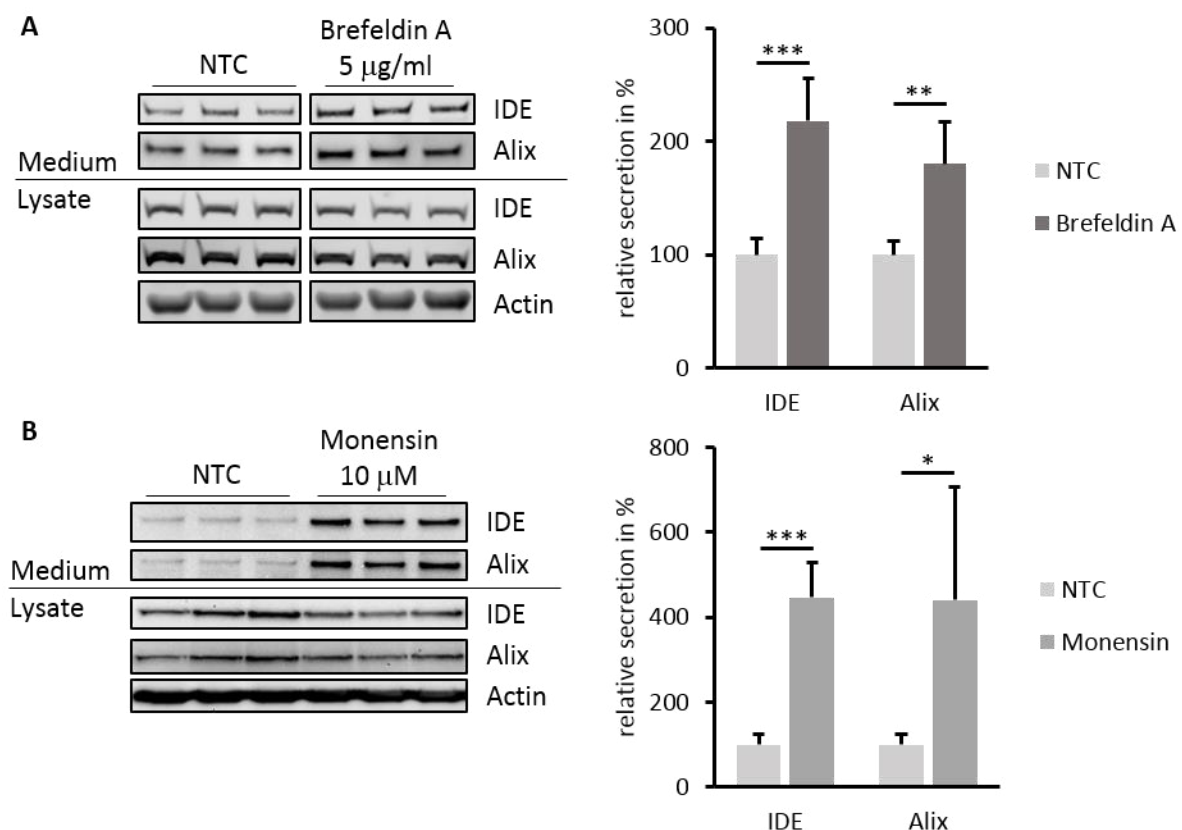 A
NTC
Brefeldin A
5 µg/ml
IDE
Alix
Medium
Lysate
IDE
Alix
Actin
relative secretion in %
300
200
100
0
***
**
IDE
Alix
NTC
Brefeldin A
B
NTC
Monensin
10 µM
IDE
Alix
Medium
Lysate
IDE
Alix
Actin
relative secretion in %
800
600
400
200
0
***
*
IDE
Alix
NTC
Monensin